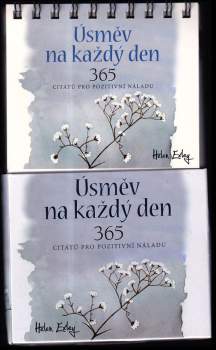 Úsměv
na každý den
365
CITÁTŮ PRO POZITIVNÍ NÁLADU
Helen Exley
Úsměv
na každý den
365
CITÁTŮ PRO POZITIVNÍ NÁLADU
Helen Exley